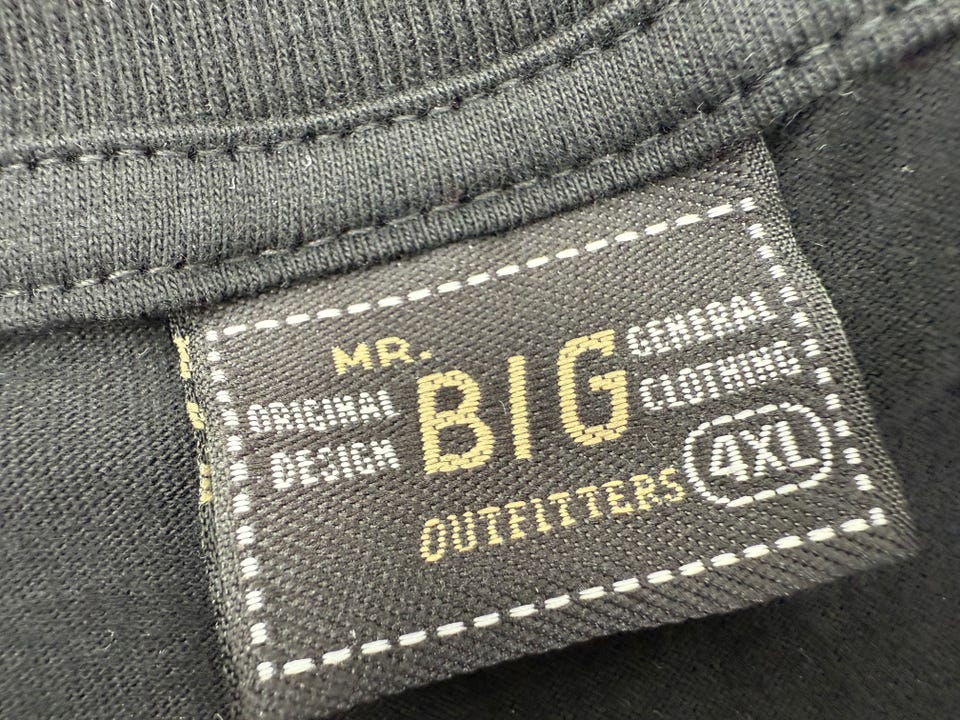 MR.
BIG
OUTFITTERS
ORIGINAL
DESIGN
GENERAL
CLOTHING
4XL